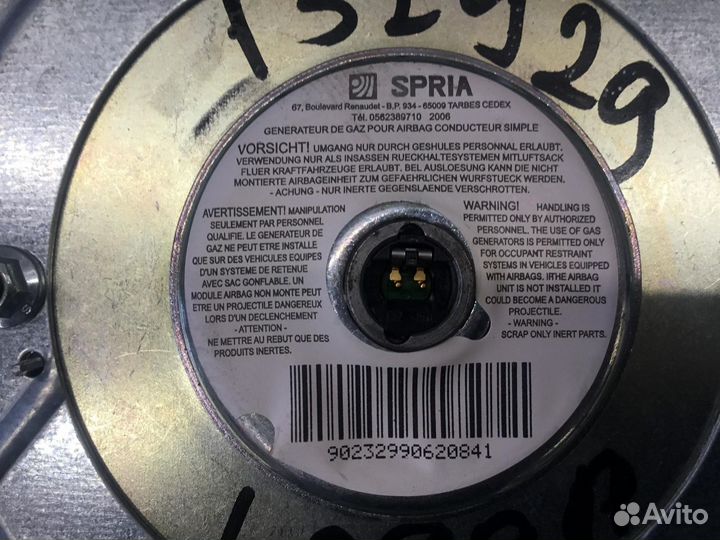 132929
SPRIA
67, Boulevard Renaudet - B.P. 934 - 65009 TARBES CEDEX
Tél. 0562389710 2006
GENERATEUR DE GAZ POUR AIRBAG CONDUCTEUR SIMPLE
VORSICHT! UMGANG NUR DURCH GESHULES PERSONNAL ERLAUBT.
VERWENDUNG NUR ALS INSASSEN RUECKHALTESYSTEMEN MITLUFTSACK
FLUER KRAFTFAHRZEUGE ERLAUBT. BEI AUSLOESUNG KANN DIE NICHT
MONTIERTE AIRBAGEINHEIT ZUM GEFAEHRLICHEN WURFSTUECK WERDEN.
- ACHUNG - NUR INERTE GEGENSLAENDE VERSCHROTTEN.
AVERTISSEMENT! MANIPULATION
SEULEMENT PAR PERSONNEL
QUALIFIE. LE GENERATEUR DE
GAZ NE PEUT ETRE INSTALLE
QUE SUR DES VEHICULES EQUIPES
D'UN SYSTEME DE RETENUE
AVEC SAC GONFLABLE. UN
MODULE AIRBAG NON MONTE PEUT
ETRE UN PROJECTILE DANGEREUX
LORS D'UN DECLENCHEMENT
- ATTENTION -
NE METTRE AU REBUT QUE DES
PRODUITS INERTES.
WARNING! HANDLING IS
PERMITTED ONLY BY AUTHORIZED
PERSONNEL. THE USE OF GAS
GENERATORS IS PERMITTED ONLY
FOR OCCUPANT RESTRAINT
SYSTEMS IN VEHICLES EQUIPPED
WITH AIRBAGS. IFTHE AIRBAG
UNIT IS NOT INSTALLED IT
COULD BECOME A DANGEROUS
PROJECTILE.
- WARNING -
SCRAP ONLY INERT PARTS.
90232990620841
Avito